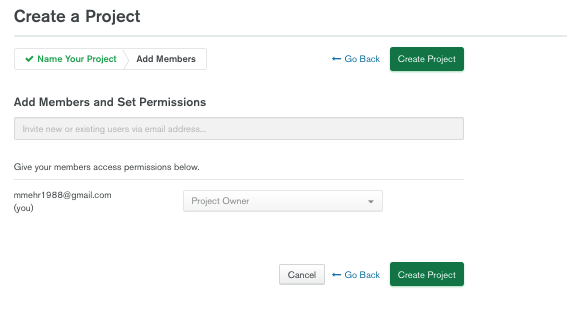 Create a Project
✔ Name Your Project
Add Members
← Go Back
Create Project
Add Members and Set Permissions
Invite new or existing users via email address...
Give your members access permissions below.
mmehr1988@gmail.com
(you)
Project Owner
Cancel
← Go Back
Create Project